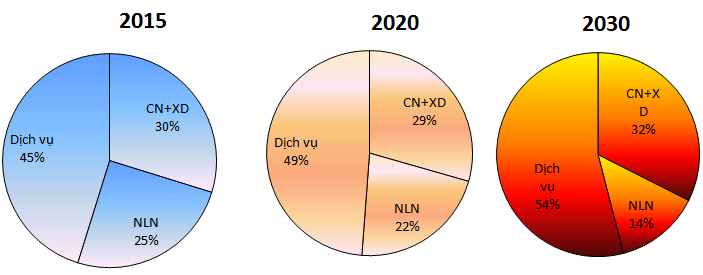 2015
2020
2030
CN+XD
30%
Dịch vụ
45%
NLN
25%
CN+XD
29%
Dịch vụ
49%
NLN
22%
CN+X
D
32%
Dịch
vụ
54%
NLN
14%